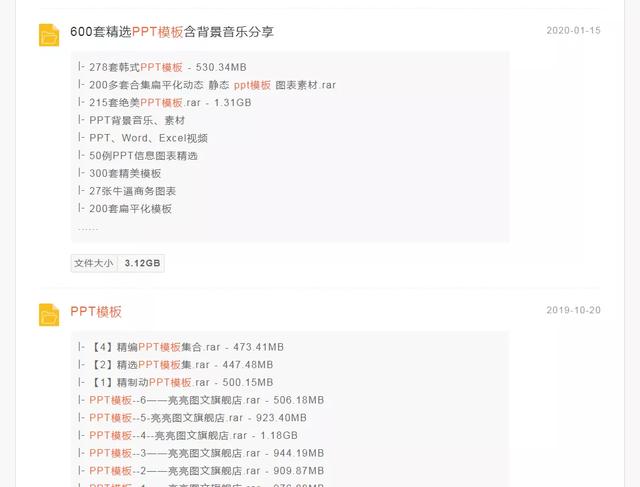 600套精选PPT模板含背景音乐分享
2020-01-15
|- 278套韩式PPT模板 - 530.34MB
|- 200多套合集扁平化动态 静态 ppt模板 图表素材.rar
|- 215套绝美PPT模板.rar - 1.31GB
|- PPT背景音乐、素材
|- PPT、Word、Excel视频
|- 50例PPT信息图表精选
|- 300套精美模板
|- 27张牛逼商务图表
|- 200套扁平化模板
......
文件大小 3.12GB
PPT模板
2019-10-20
|- 【4】精编PPT模板集合.rar - 473.41MB
|- 【2】精选PPT模板集.rar - 447.48MB
|- 【1】精制动PPT模板.rar - 500.15MB
|- PPT模板--6——亮亮图文旗舰店.rar - 506.18MB
|- PPT模板--5-亮亮图文旗舰店.rar - 923.40MB
|- PPT模板--4--亮亮图文旗舰店.rar - 1.18GB
|- PPT模板--3——亮亮图文旗舰店.rar - 944.19MB
|- PPT模板--2——亮亮图文旗舰店.rar - 909.87MB